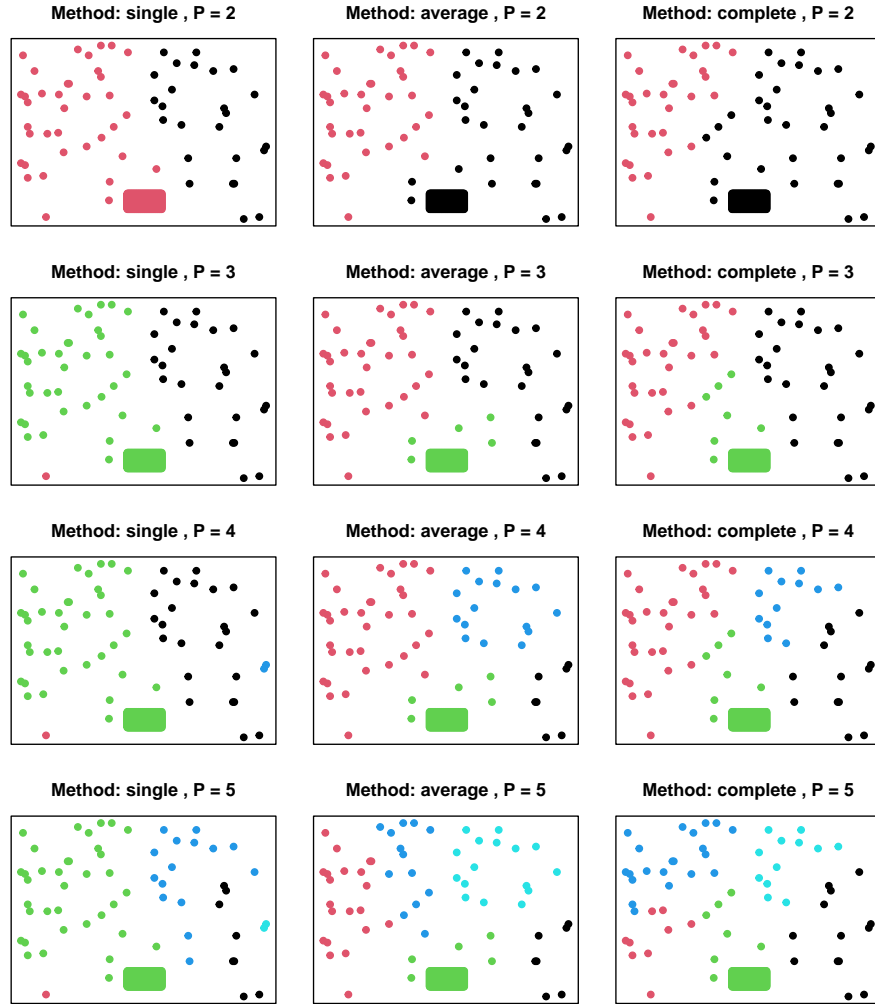 Method: single , P = 2
Method: average , P = 2
Method: complete , P = 2
Method: single , P = 3
Method: average , P = 3
Method: complete , P = 3
Method: single , P = 4
Method: average , P = 4
Method: complete , P = 4
Method: single , P = 5
Method: average , P = 5
Method: complete , P = 5